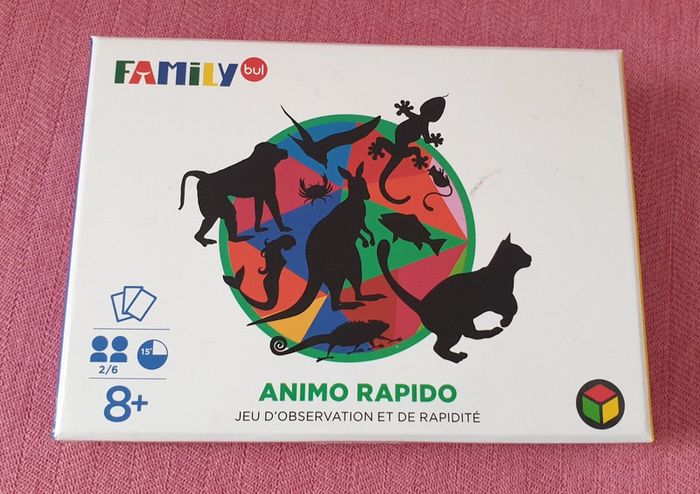 FAMiLY bul
15'
2/6
8+
ANIMO RAPIDO
JEU D'OBSERVATION ET DE RAPIDITÉ